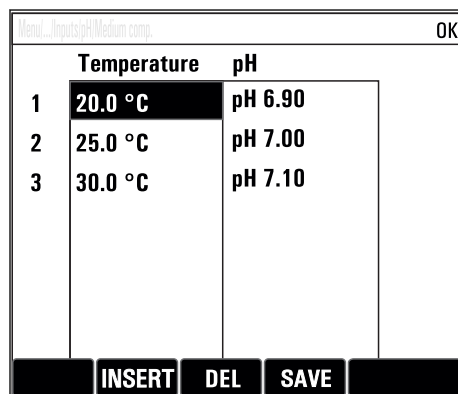 Menu/.../Inputs/pH/Medium comp. OK
Temperature pH
1 20.0 °C pH 6.90
2 25.0 °C pH 7.00
3 30.0 °C pH 7.10
INSERT DEL SAVE